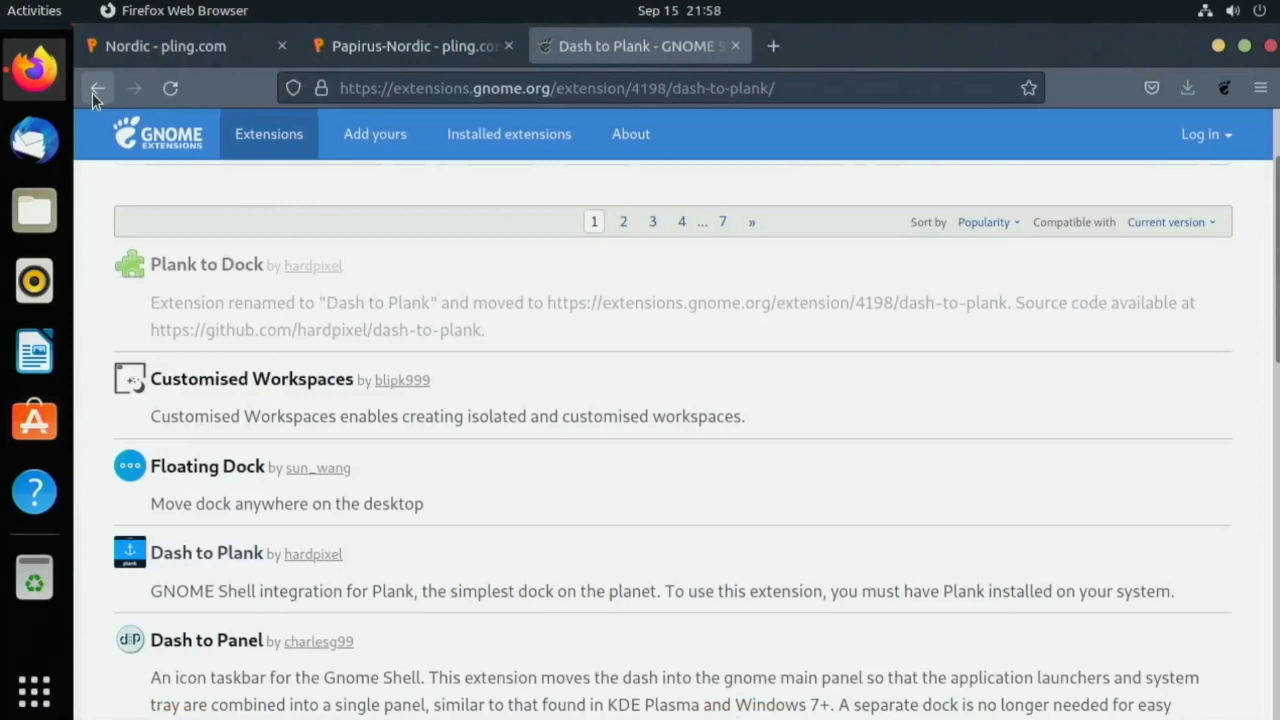 Activities
Firefox Web Browser
Sep 15 21:58
Nordic - pling.com
Papirus-Nordic - pling.co
Dash to Plank - GNOME S
https://extensions.gnome.org/extension/4198/dash-to-plank/
GNOME EXTENSIONS
Extensions
Add yours
Installed extensions
About
Log in
1 2 3 4 ... 7 »
Sort by Popularity Compatible with Current version
Plank to Dock by hardpixel
Extension renamed to "Dash to Plank" and moved to https://extensions.gnome.org/extension/4198/dash-to-plank. Source code available at
https://github.com/hardpixel/dash-to-plank.
Customised Workspaces by blipk999
Customised Workspaces enables creating isolated and customised workspaces.
Floating Dock by sun_wang
Move dock anywhere on the desktop
plank
Dash to Plank by hardpixel
GNOME Shell integration for Plank, the simplest dock on the planet. To use this extension, you must have Plank installed on your system.
d2P
Dash to Panel by charlesg99
An icon taskbar for the Gnome Shell. This extension moves the dash into the gnome main panel so that the application launchers and system
tray are combined into a single panel, similar to that found in KDE Plasma and Windows 7+. A separate dock is no longer needed for easy